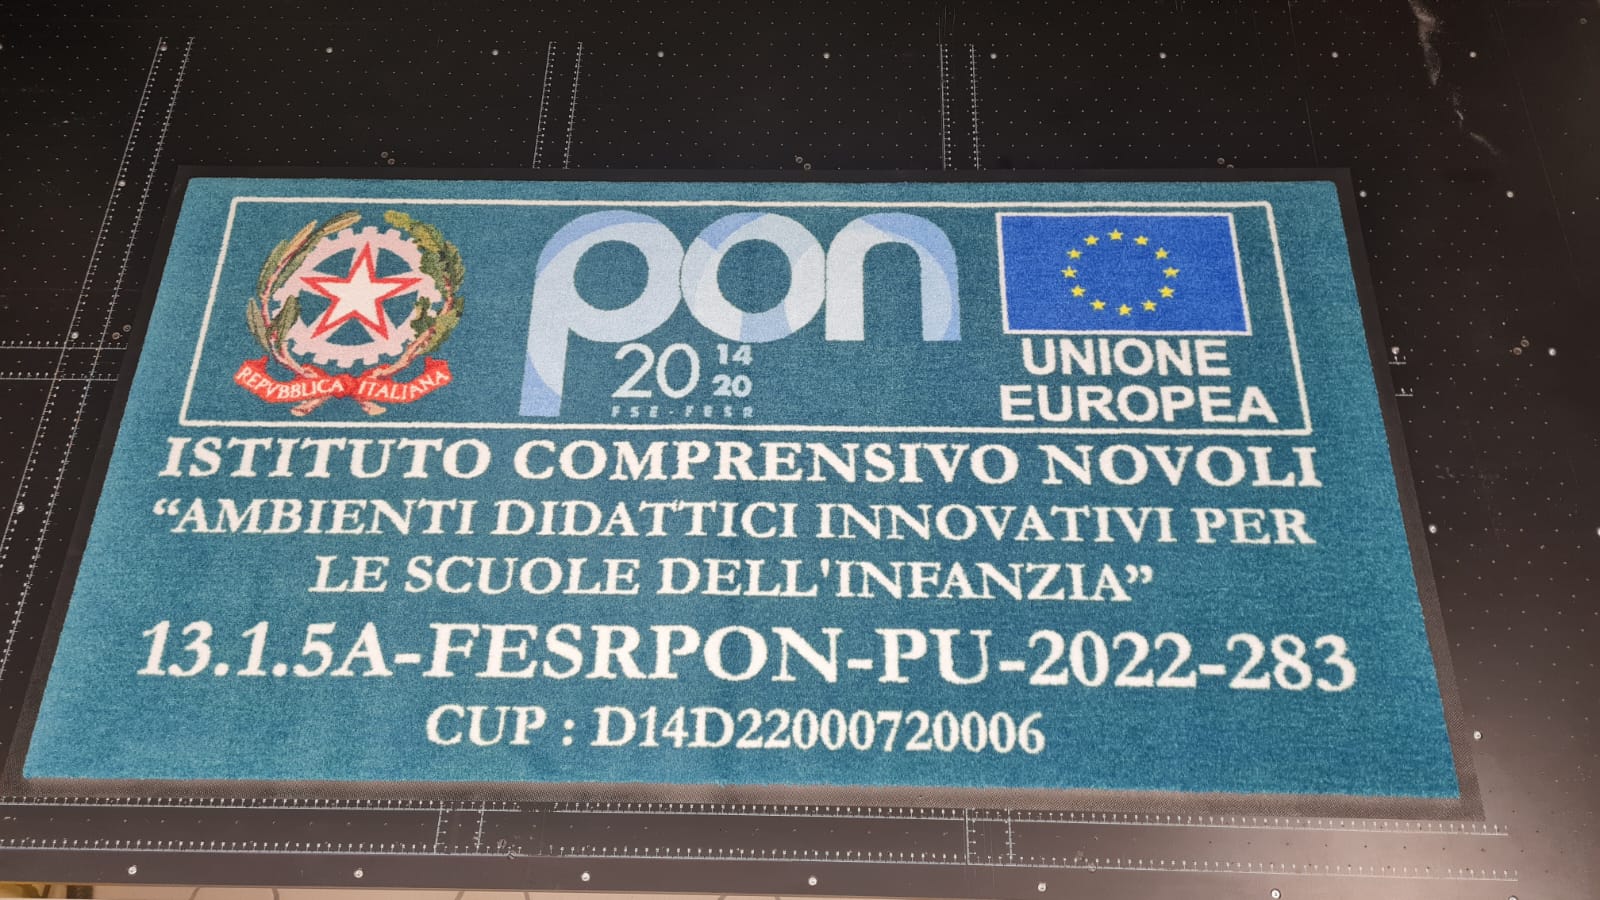 REPVBBLICA ITALIANA
pon
20 14
20
FSE-FESR
UNIONE
EUROPEA
ISTITUTO COMPRENSIVO NOVOLI
“AMBIENTI DIDATTICI INNOVATIVI PER
LE SCUOLE DELL'INFANZIA”
13.1.5A-FESRPON-PU-2022-283
CUP : D14D22000720006